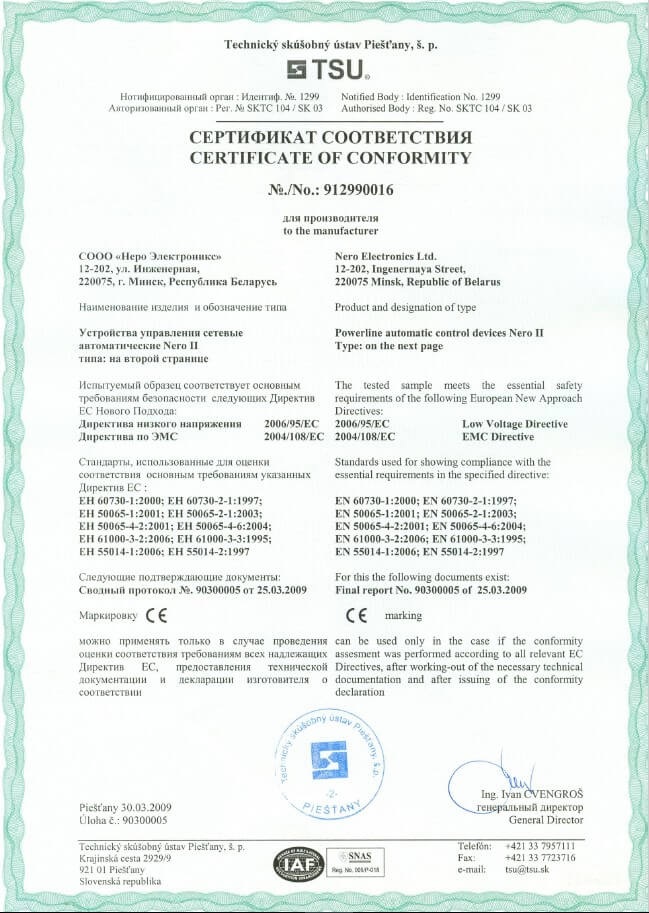 Technický skúšobný ústav Piešťany, š. p.
TSU®
Нотифицированный орган : Идентиф. №. 1299 Notified Body : Identification No. 1299
Авторизованный орган : Рег. № SKTC 104 / SK 03 Authorised Body : Reg. No. SKTC 104 / SK 03
СЕРТИФИКАТ СООТВЕТСТВИЯ
CERTIFICATE OF CONFORMITY
№./No.: 912990016
для производителя
to the manufacturer
СООО «Неро Электроникс»
12-202, ул. Инженерная,
220075, г. Минск, Республика Беларусь
Nero Electronics Ltd.
12-202, Ingenernaya Street,
220075 Minsk, Republic of Belarus
Наименование изделия и обозначение типа
Product and designation of type
Устройства управления сетевые
автоматические Nero II
типа: на второй странице
Powerline automatic control devices Nero II
Type: on the next page
Испытуемый образец соответствует основным
требованиям безопасности следующих Директив
ЕС Нового Подхода:
Директива низкого напряжения 2006/95/ЕС
Директива по ЭМС 2004/108/ЕС
The tested sample meets the essential safety
requirements of the following European New Approach
Directives:
2006/95/EC Low Voltage Directive
2004/108/EC EMC Directive
Стандарты, использованные для оценки
соответствия основным требованиям указанных
Директив ЕС :
ЕН 60730-1:2000; ЕН 60730-2-1:1997;
ЕН 50065-1:2001; ЕН 50065-2-1:2003;
ЕН 50065-4-2:2001; ЕН 50065-4-6:2004;
ЕН 61000-3-2:2006; ЕН 61000-3-3:1995;
ЕН 55014-1:2006; ЕН 55014-2:1997
Standards used for showing compliance with the
essential requirements in the specified directive:
EN 60730-1:2000; EN 60730-2-1:1997;
EN 50065-1:2001; EN 50065-2-1:2003;
EN 50065-4-2:2001; EN 50065-4-6:2004;
EN 61000-3-2:2006; EN 61000-3-3:1995;
EN 55014-1:2006; EN 55014-2:1997
Следующие подтверждающие документы:
Сводный протокол №. 90300005 от 25.03.2009
For this the following documents exist:
Final report No. 90300005 of 25.03.2009
Маркировку CE
CE marking
можно применять только в случае проведения
оценки соответствия требованиям всех надлежащих
Директив ЕС, предоставления технической
документации и декларации изготовителя о
соответствии
can be used only in the case if the conformity
assesment was performed according to all relevant EC
Directives, after working-out of the necessary technical
documentation and after issuing of the conformity
declaration
Technický skúšobný ústav Piešťany, š.p.
TSU
-2-
PIEŠŤANY
Piešťany 30.03.2009
Úloha č.: 90300005
Ing. Ivan ČVENGROŠ
генеральный директор
General Director
Technický skúšobný ústav Piešťany, š. p.
Krajinská cesta 2929/9
921 01 Piešťany
Slovenská republika
IAF
SNAS
Reg. No. 005/P-018
Telefón: +421 33 7957111
Fax: +421 33 7723716
e-mail: tsu@tsu.sk